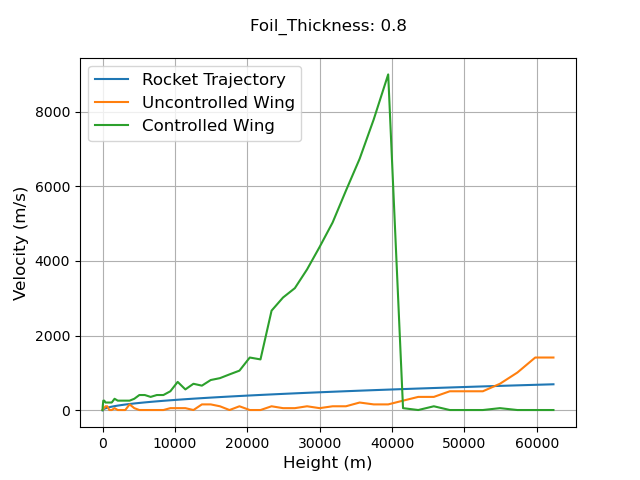 Foil_Thickness: 0.8
Rocket Trajectory
Uncontrolled Wing
Controlled Wing
Velocity (m/s)
8000
6000
4000
2000
0
0 10000 20000 30000 40000 50000 60000
Height (m)